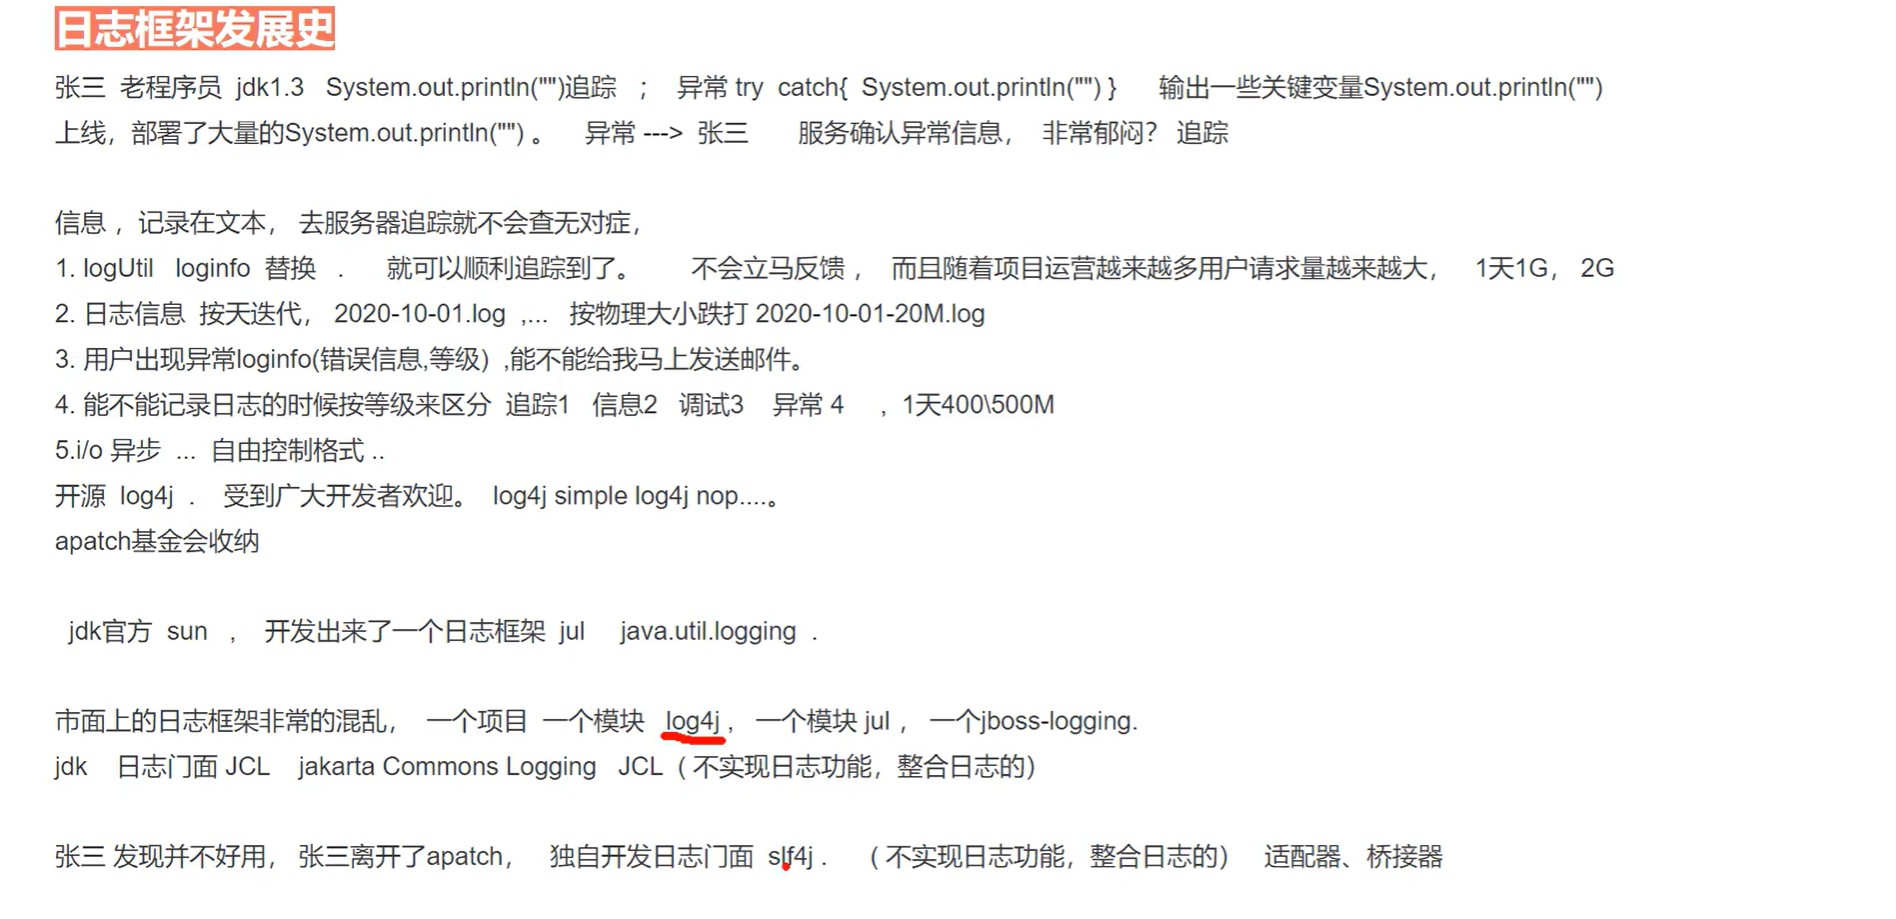 日志框架发展史
张三 老程序员 jdk1.3 System.out.println("")追踪 ； 异常 try catch{ System.out.println("") } 输出一些关键变量System.out.println("")
上线，部署了大量的System.out.println("") 。 异常 ---> 张三 服务确认异常信息， 非常郁闷？ 追踪
信息 ，记录在文本， 去服务器追踪就不会查无对症，
1. logUtil loginfo 替换 . 就可以顺利追踪到了。 不会立马反馈 ， 而且随着项目运营越来越多用户请求量越来越大， 1天1G， 2G
2. 日志信息 按天迭代， 2020-10-01.log ,... 按物理大小跌打 2020-10-01-20M.log
3. 用户出现异常loginfo(错误信息,等级）,能不能给我马上发送邮件。
4. 能不能记录日志的时候按等级来区分 追踪1 信息2 调试3 异常 4 ，1天400\500M
5.i/o 异步 ... 自由控制格式 ..
开源 log4j . 受到广大开发者欢迎。 log4j simple log4j nop....。
apatch基金会收纳
jdk官方 sun ， 开发出来了一个日志框架 jul java.util.logging .
市面上的日志框架非常的混乱， 一个项目 一个模块 log4j， 一个模块 jul ， 一个jboss-logging.
jdk 日志门面 JCL jakarta Commons Logging JCL（不实现日志功能，整合日志的）
张三 发现并不好用， 张三离开了apatch， 独自开发日志门面 slf4j . （不实现日志功能，整合日志的） 适配器、桥接器